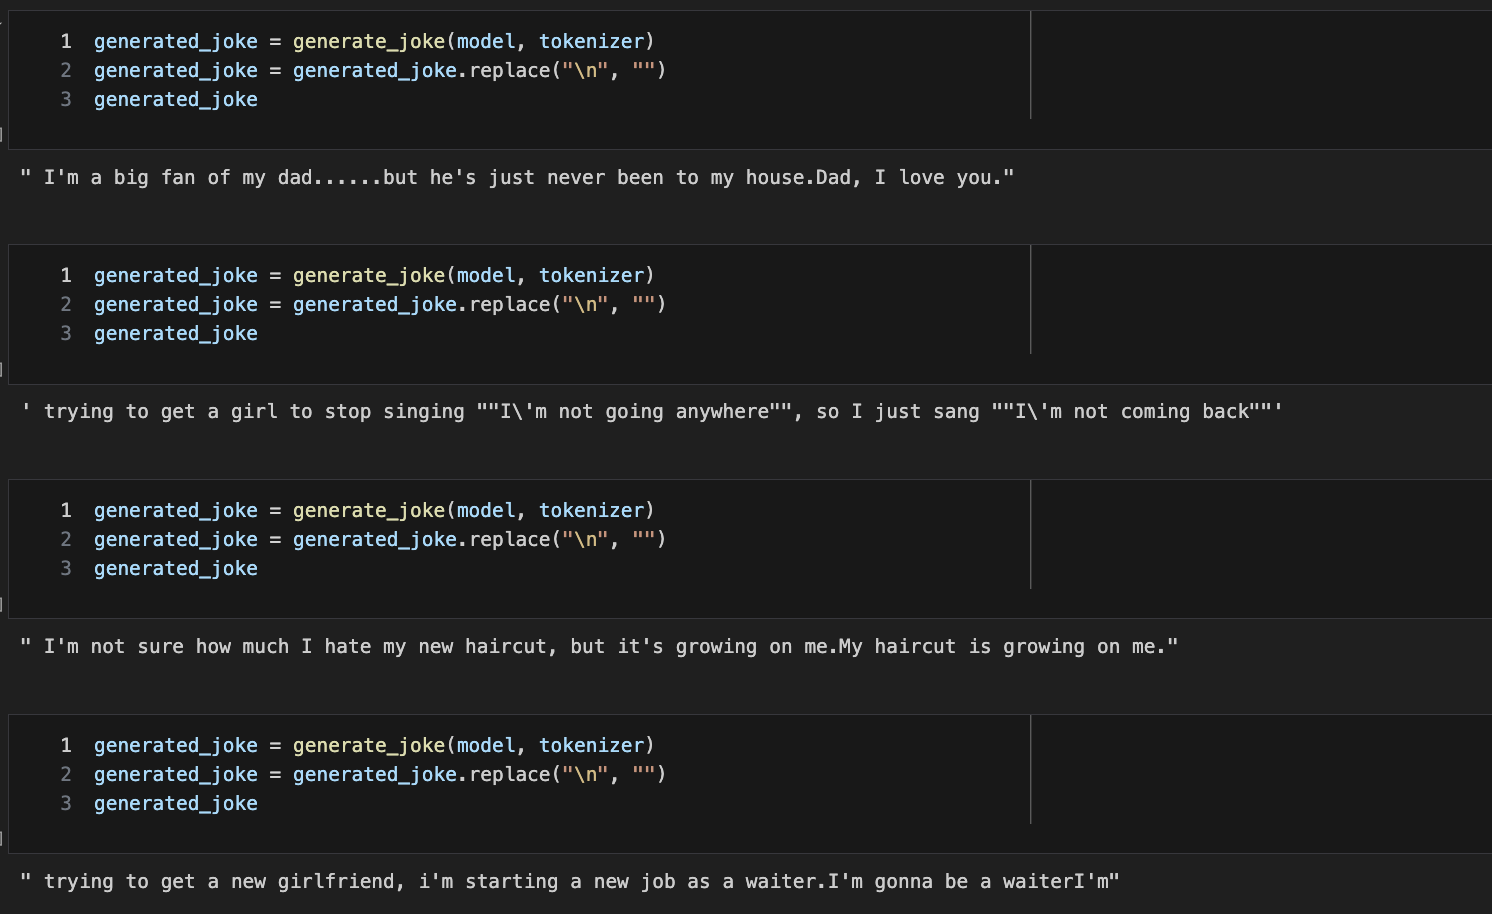 1 generated_joke = generate_joke(model, tokenizer)
2 generated_joke = generated_joke.replace("\n", "")
3 generated_joke
" I'm a big fan of my dad......but he's just never been to my house.Dad, I love you."
1 generated_joke = generate_joke(model, tokenizer)
2 generated_joke = generated_joke.replace("\n", "")
3 generated_joke
' trying to get a girl to stop singing ""I\'m not going anywhere"", so I just sang ""I\'m not coming back""'
1 generated_joke = generate_joke(model, tokenizer)
2 generated_joke = generated_joke.replace("\n", "")
3 generated_joke
" I'm not sure how much I hate my new haircut, but it's growing on me.My haircut is growing on me."
1 generated_joke = generate_joke(model, tokenizer)
2 generated_joke = generated_joke.replace("\n", "")
3 generated_joke
" trying to get a new girlfriend, i'm starting a new job as a waiter.I'm gonna be a waiterI'm"